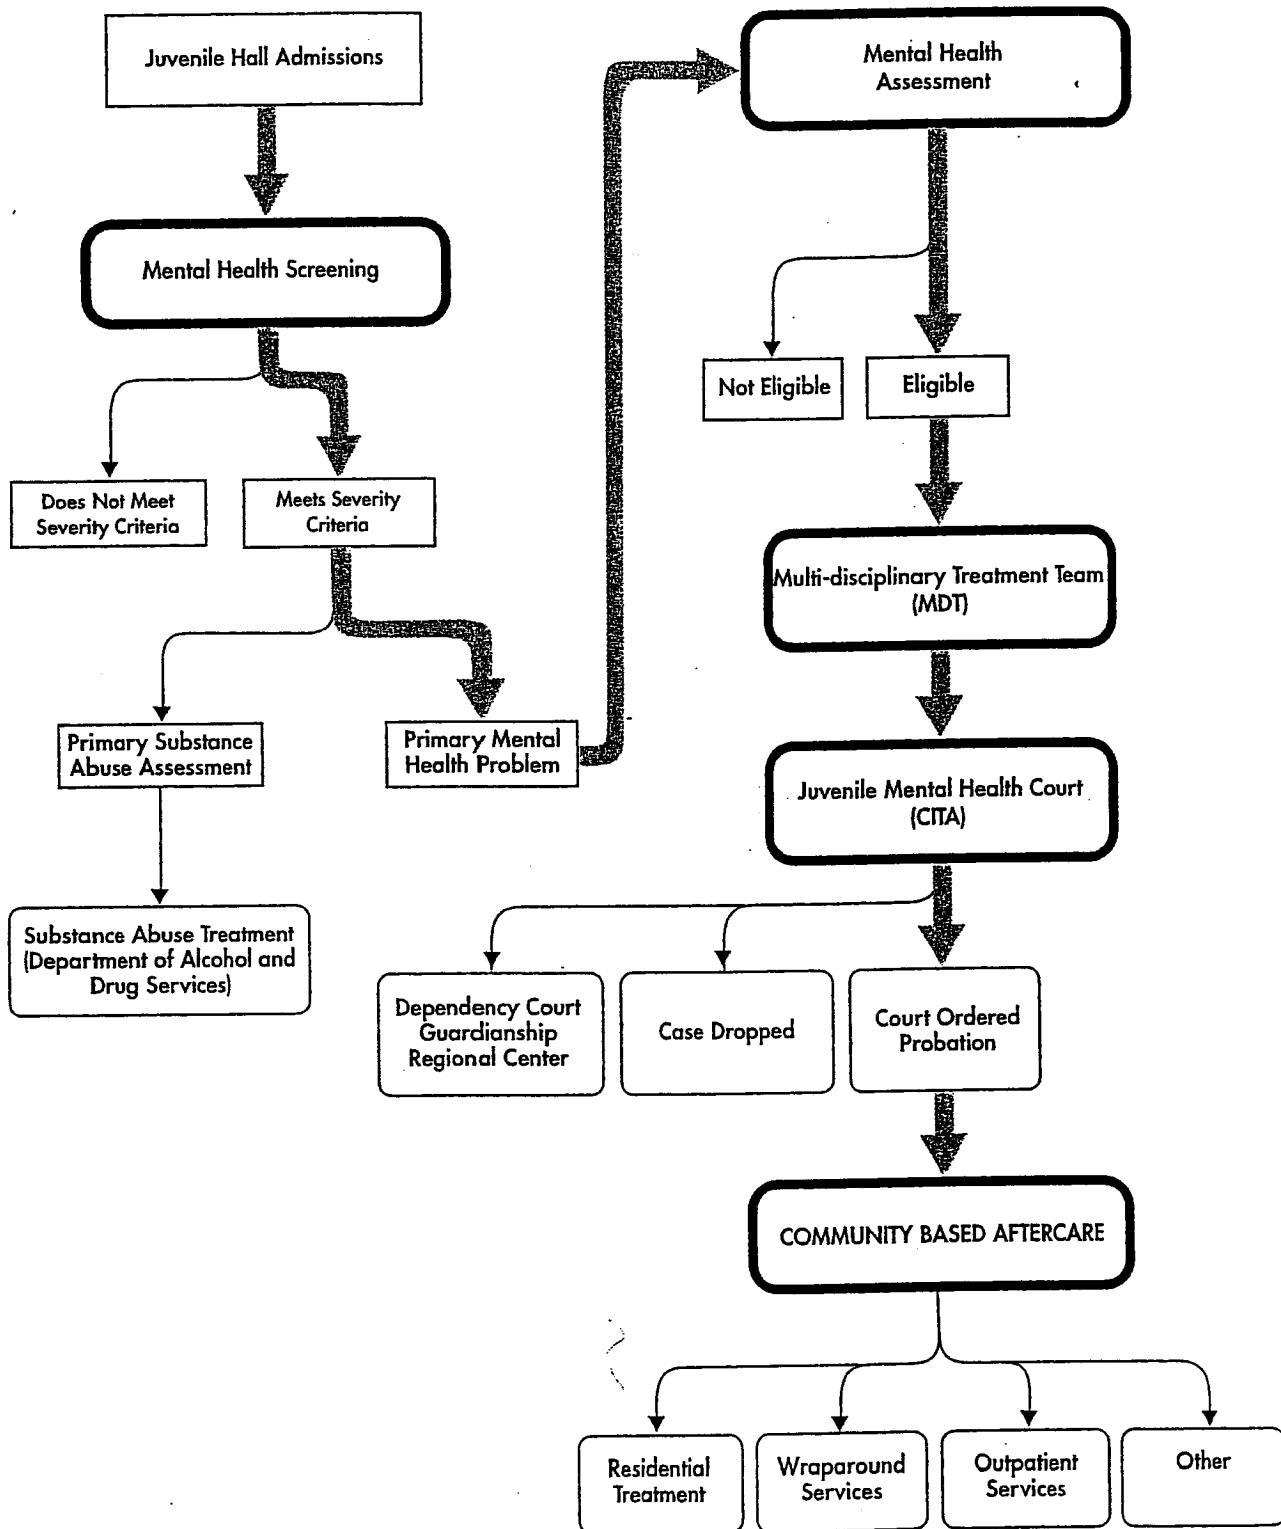 Juvenile Hall Admissions
Mental Health Screening
Does Not Meet
Severity Criteria
Meets Severity
Criteria
Primary Substance
Abuse Assessment
Primary Mental
Health Problem
Substance Abuse Treatment
(Department of Alcohol and
Drug Services)
Mental Health
Assessment
Not Eligible
Eligible
Multi-disciplinary Treatment Team
(MDT)
Juvenile Mental Health Court
(CITA)
Dependency Court
Guardianship
Regional Center
Case Dropped
Court Ordered
Probation
COMMUNITY BASED AFTERCARE
Residential
Treatment
Wraparound
Services
Outpatient
Services
Other